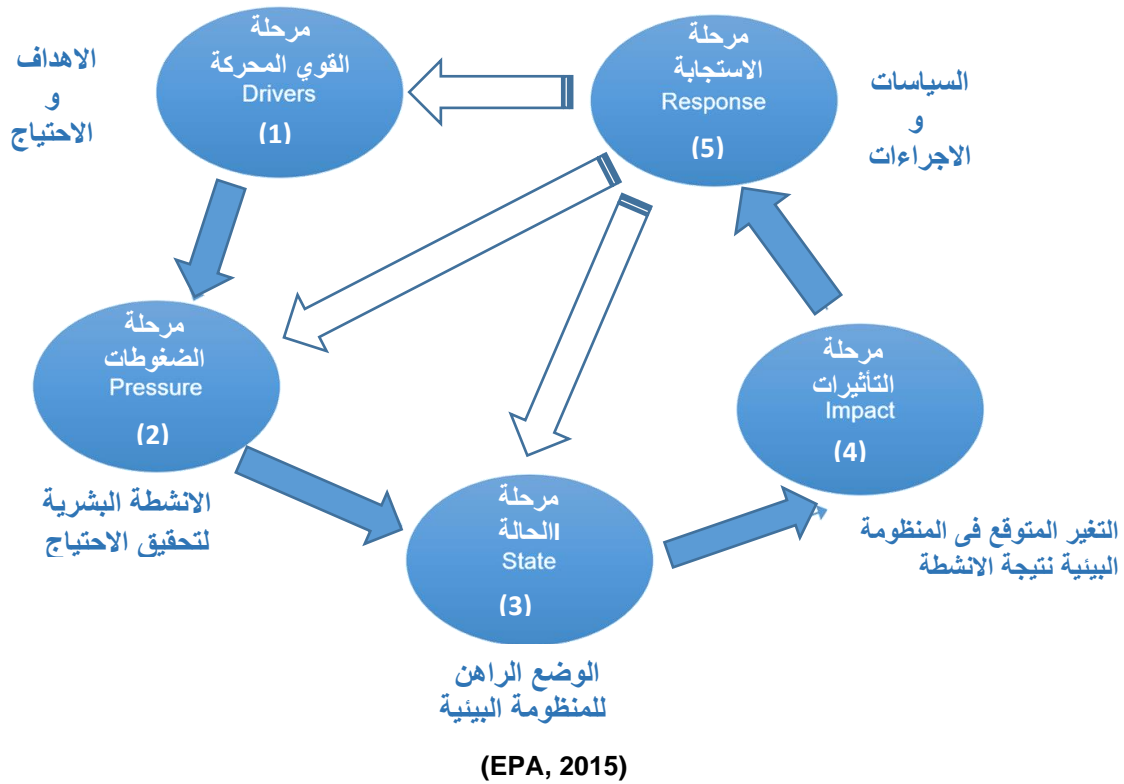 مرحلة
القوي المحركة
Drivers
(1)
الاهداف
و
الاحتياج
مرحلة
الضغوطات
Pressure
(2)
الانشطة البشرية
لتحقيق الاحتياج
مرحلة
االحالة
State
(3)
الوضع الراهن
للمنظومة البيئية
مرحلة
التأثيرات
Impact
(4)
التغير المتوقع فى المنظومة
البيئية نتيجة الانشطة
مرحلة
الاستجابة
Response
(5)
السياسات
و
الاجراءات
(EPA, 2015)